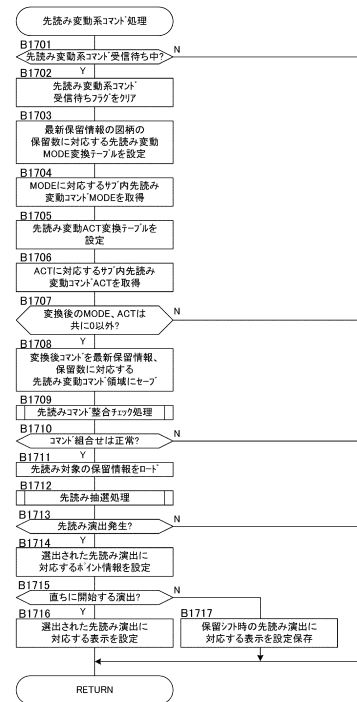 先読み変動系コマンド処理
B1701
先読み変動系コマンド受信待ち中?
N
Y
B1702
先読み変動系コマンド
受信待ちフラグをクリア
B1703
最新保留情報の図柄の
保留数に対応する先読み変動
MODE変換テーブルを設定
B1704
MODEに対応するサブ内先読み
変動コマンドMODEを取得
B1705
先読み変動ACT変換テーブルを
設定
B1706
ACTに対応するサブ内先読み
変動コマンドACTを取得
B1707
変換後のMODE、ACTは
共に0以外?
N
Y
B1708
変換後コマンドを最新保留情報、
保留数に対応する
先読み変動コマンド領域にセーブ
B1709
先読みコマンド整合チェック処理
B1710
コマンド組合せは正常?
N
Y
B1711
先読み対象の保留情報をロード
B1712
先読み抽選処理
B1713
先読み演出発生?
N
Y
B1714
選出された先読み演出に
対応するポイント情報を設定
B1715
直ちに開始する演出?
N
Y
B1716
選出された先読み演出に
対応する表示を設定
B1717
保留シフト時の先読み演出に
対応する表示を設定保存
RETURN